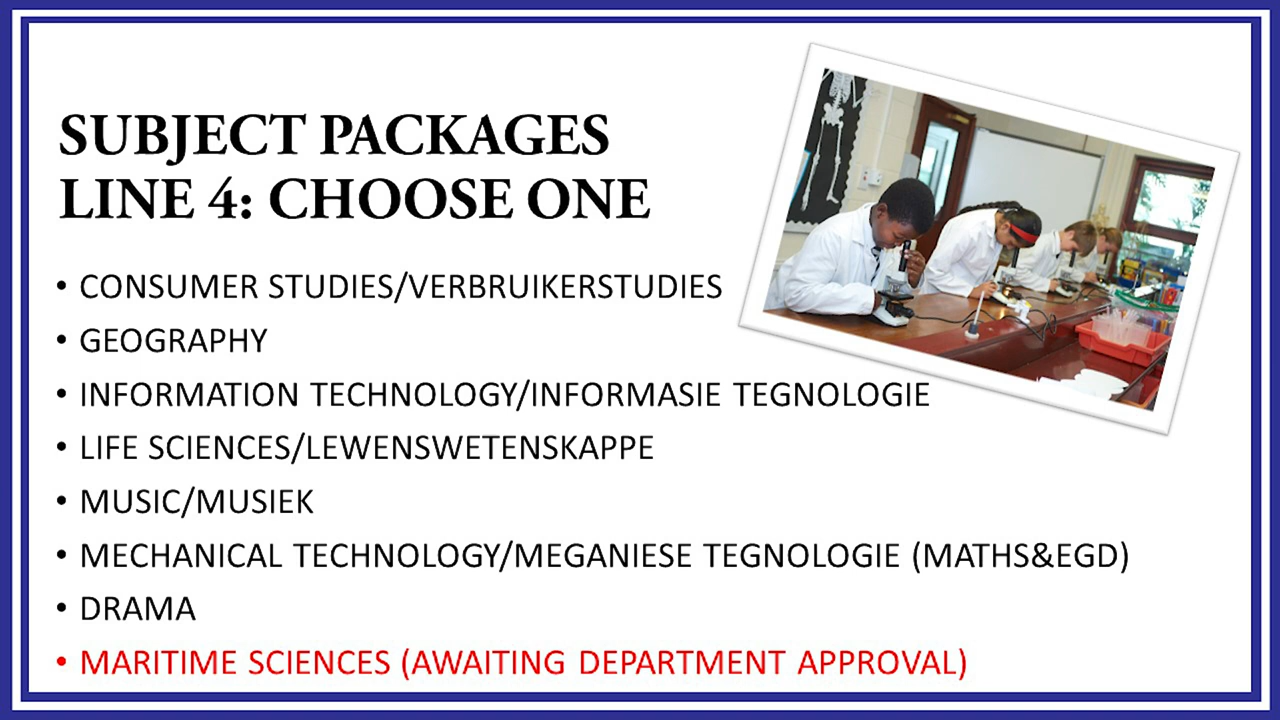 SUBJECT PACKAGES
LINE 4: CHOOSE ONE
• CONSUMER STUDIES/VERBRUIKERSTUDIES
• GEOGRAPHY
• INFORMATION TECHNOLOGY/INFORMASIE TEGNOLOGIE
• LIFE SCIENCES/LEWENSWETENSKAPPE
• MUSIC/MUSIEK
• MECHANICAL TECHNOLOGY/MEGANIESE TEGNOLOGIE (MATHS&EGD)
• DRAMA
• MARITIME SCIENCES (AWAITING DEPARTMENT APPROVAL)